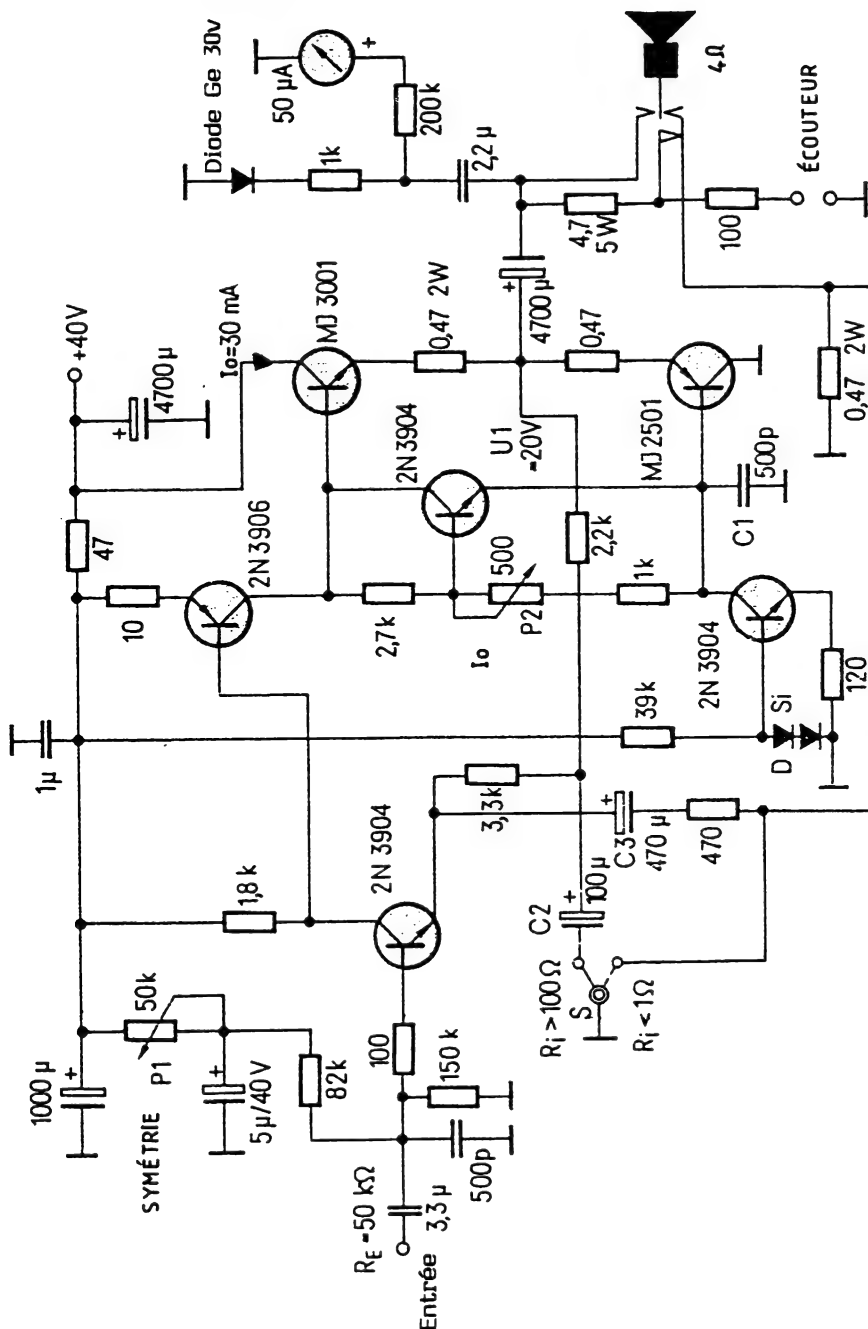 Diode Ge 30v
50 µA
+
200k
1k
2,2µ
4Ω
ÉCOUTEUR
4,7
5W
100
+40V
4700µ
+
Io=30 mA
MJ 3001
0,47 2W
+
4700µ
0,47
0,47 2W
47
2N 3904
U1
=20V
MJ2501
10
2N 3906
2,7k
500
P2
Io
1k
2,2k
500p
C1
2N 3904
1µ
39k
Si
D
120
3,3k
1,8k
2N 3904
+
C3
470µ
470
C2
+
100µ
S
Ri > 100Ω
Ri < 1Ω
1000µ
+
50k
P1
SYMÉTRIE
5µ/40V
+
82k
100
150 k
500p
RE = 50 kΩ
3,3µ
Entrée